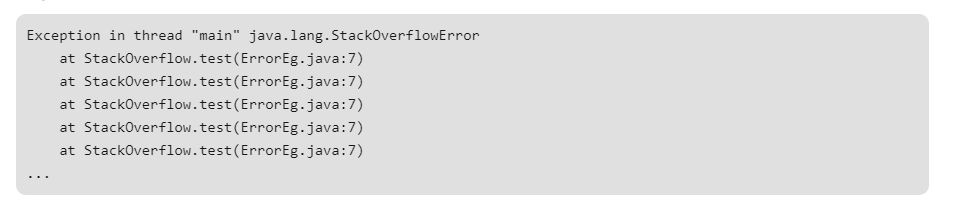 Exception in thread "main" java.lang.StackOverflowError
    at StackOverflow.test(ErrorEg.java:7)
    at StackOverflow.test(ErrorEg.java:7)
    at StackOverflow.test(ErrorEg.java:7)
    at StackOverflow.test(ErrorEg.java:7)
    at StackOverflow.test(ErrorEg.java:7)
...